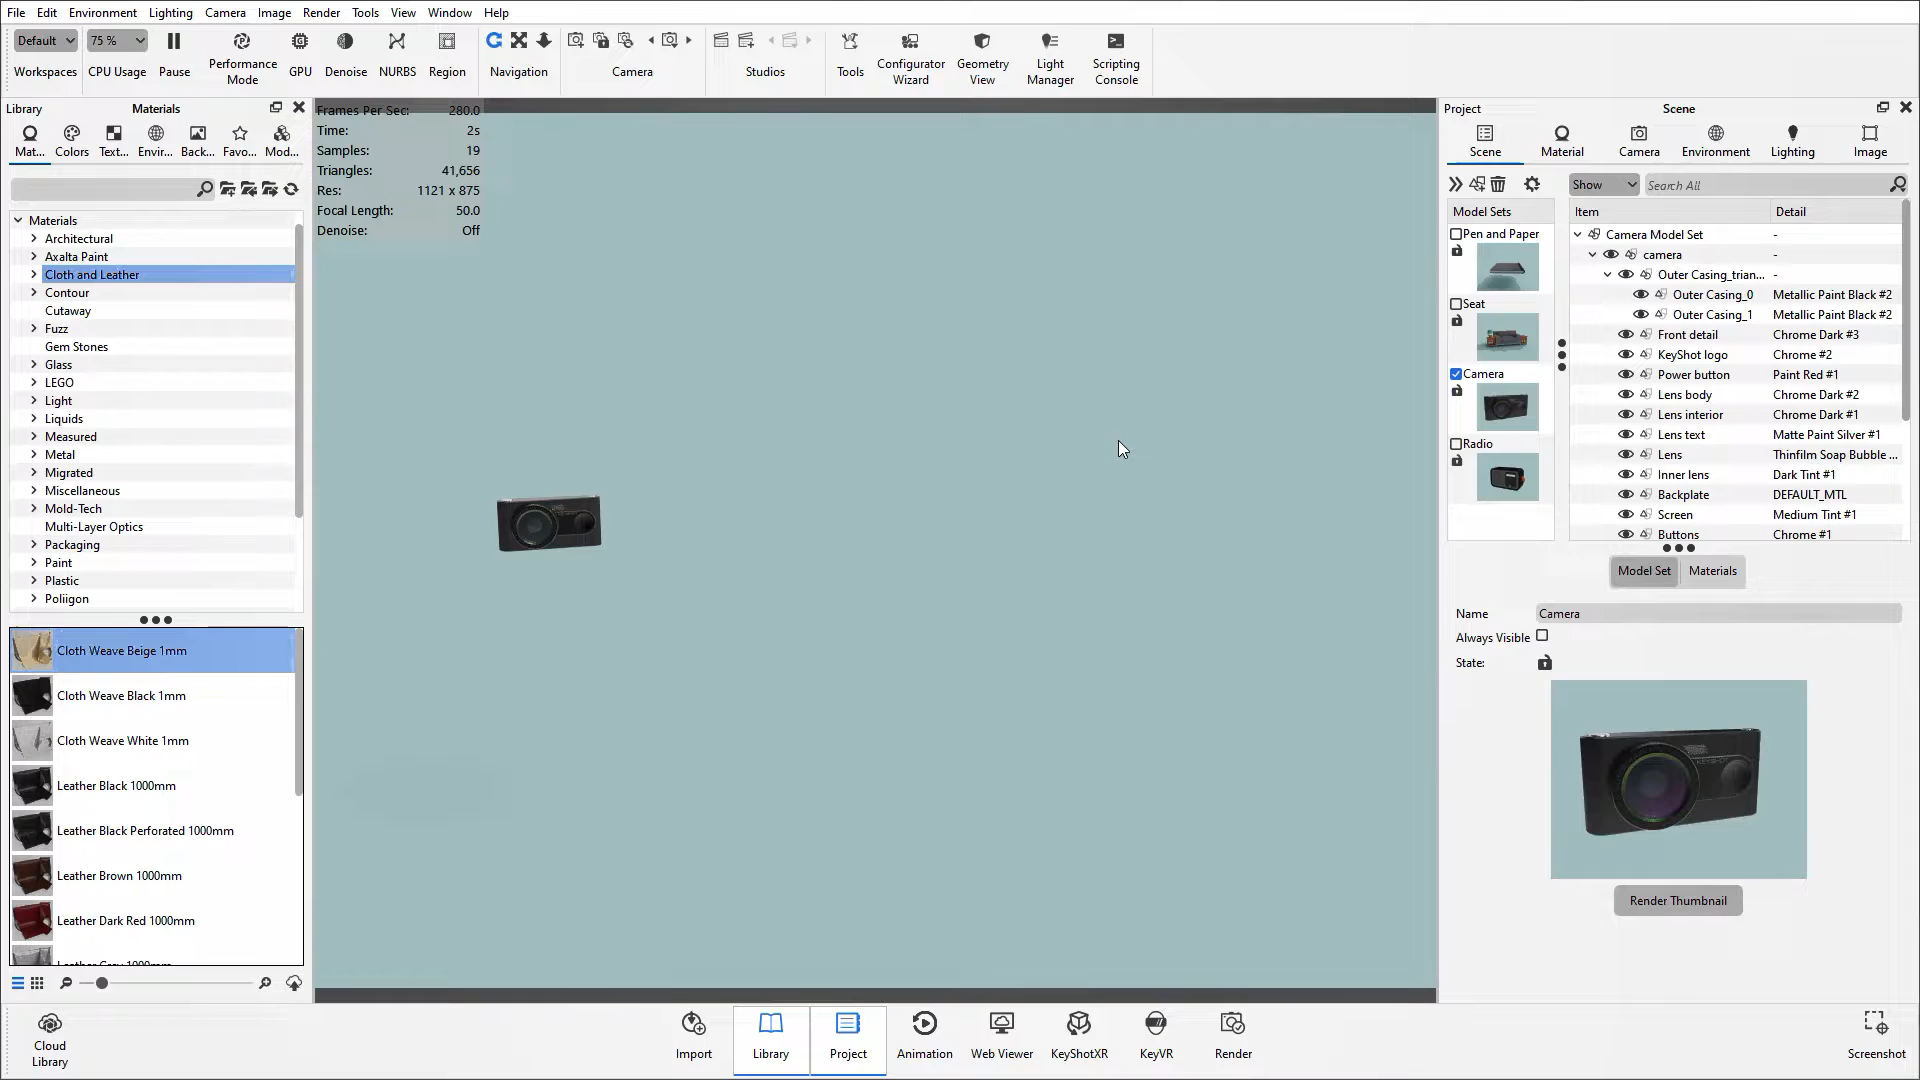 File Edit Environment Lighting Camera Image Render Tools View Window Help
Default 75 %
Workspaces CPU Usage Pause Performance Mode GPU Denoise NURBS Region Navigation Camera Studios Tools Configurator Wizard Geometry View Light Manager Scripting Console
Library Materials
Mat... Colors Text... Envir... Back... Favo... Mod...
Materials
Architectural
Axalta Paint
Cloth and Leather
Contour
Cutaway
Fuzz
Gem Stones
Glass
LEGO
Light
Liquids
Measured
Metal
Migrated
Miscellaneous
Mold-Tech
Multi-Layer Optics
Packaging
Paint
Plastic
Poliigon
Cloth Weave Beige 1mm
Cloth Weave Black 1mm
Cloth Weave White 1mm
Leather Black 1000mm
Leather Black Perforated 1000mm
Leather Brown 1000mm
Leather Dark Red 1000mm
Leather Grey 1000mm
Frames Per Sec: 280.0
Time: 2s
Samples: 19
Triangles: 41,656
Res: 1121 x 875
Focal Length: 50.0
Denoise: Off
Project Scene
Scene Material Camera Environment Lighting Image
Show Search All
Model Sets
Pen and Paper
Seat
Camera
Radio
Item Detail
Camera Model Set -
camera -
Outer Casing_trian... -
Outer Casing_0 Metallic Paint Black #2
Outer Casing_1 Metallic Paint Black #2
Front detail Chrome Dark #3
KeyShot logo Chrome #2
Power button Paint Red #1
Lens body Chrome Dark #2
Lens interior Chrome Dark #1
Lens text Matte Paint Silver #1
Lens Thinfilm Soap Bubble ...
Inner lens Dark Tint #1
Backplate DEFAULT_MTL
Screen Medium Tint #1
Buttons Chrome #1
Model Set Materials
Name Camera
Always Visible
State:
KEYSHOT
Render Thumbnail
Cloud Library
Import Library Project Animation Web Viewer KeyShotXR KeyVR Render
Screenshot